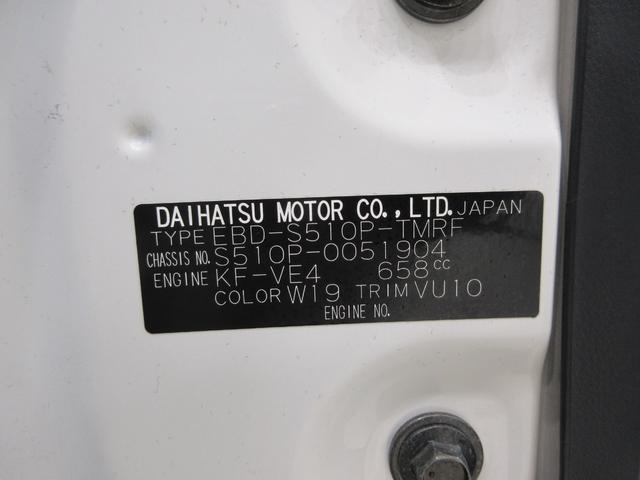 DAIHATSU MOTOR CO.,LTD. JAPAN
TYPE EBD-S510P-TMRF
CHASSIS NO. S510P-0051904
ENGINE KF-VE4 658cc
COLOR W19 TRIM VU10
ENGINE NO.